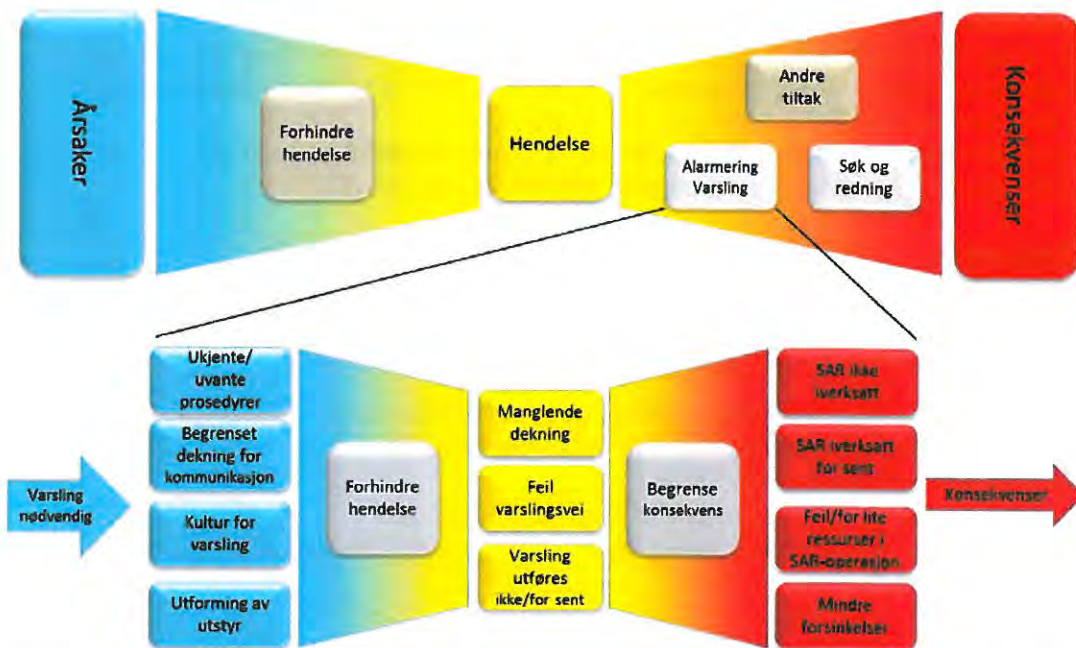 Årsaker
Forhindre
hendelse
Hendelse
Andre
tiltak
Alarmering
Varsling
Søk og
redning
Konsekvenser
Varsling
nødvendig
Ukjente/
uvante
prosedyrer
Begrenset
dekning for
kommunikasjon
Kultur for
varsling
Utforming av
utstyr
Forhindre
hendelse
Manglende
dekning
Feil
varslingsvei
Varsling
utføres
ikke/for sent
Begrense
konsekvens
SAR ikke
iverksatt
SAR iverksatt
for sent
Feil/for lite
ressurser i
SAR-operasjon
Mindre
forsinkelser
Konsekvenser